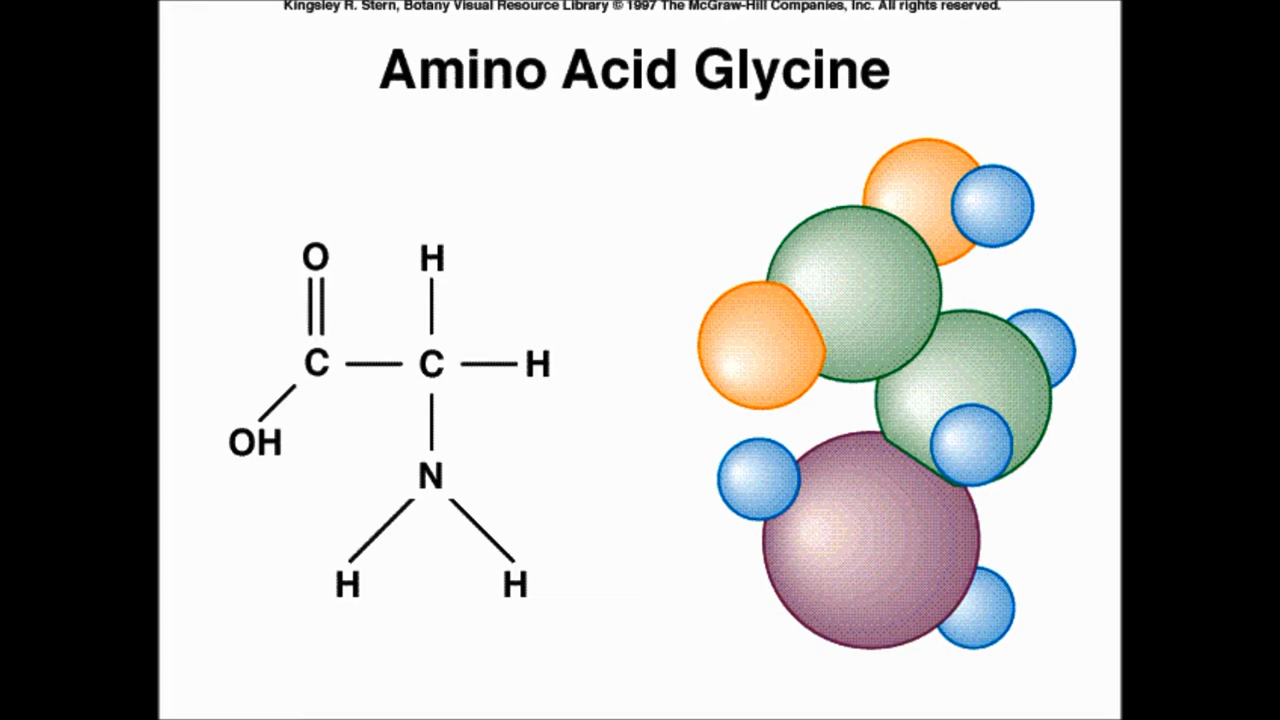 Kingsley R. Stern, Botany Visual Resource Library © 1997 The McGraw-Hill Companies, Inc. All rights reserved.
Amino Acid Glycine
O H
C C H
OH
N
H H